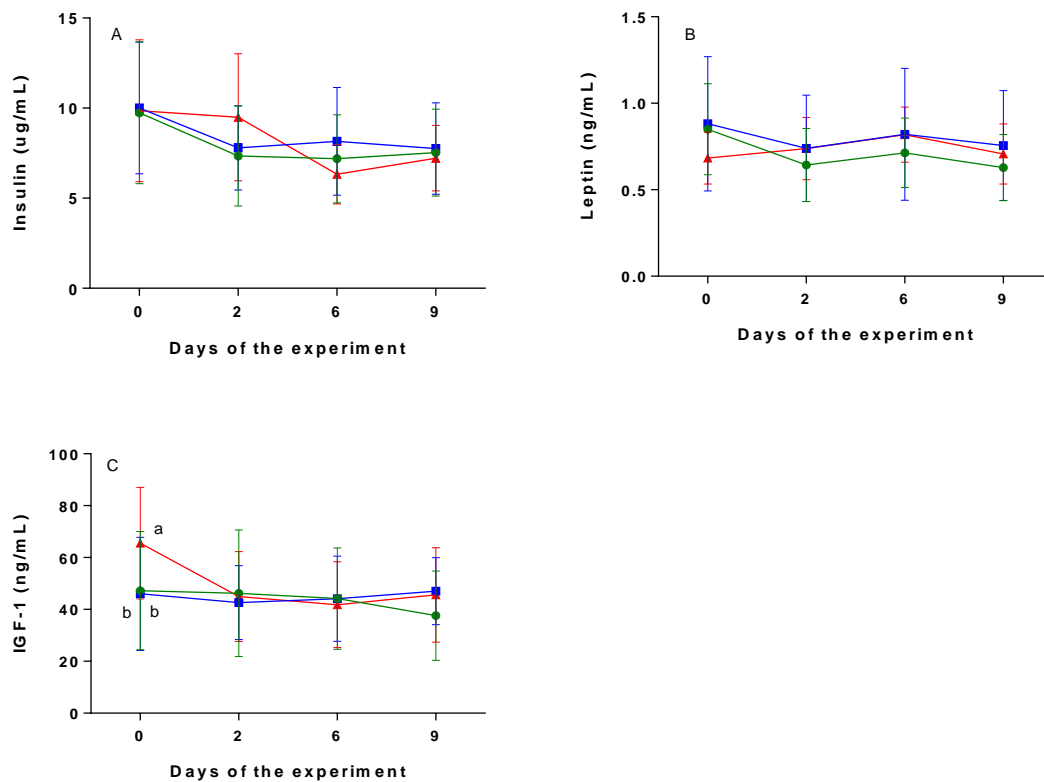 A
Insulin (ug/mL)
15
10
5
0
0 2 6 9
Days of the experiment
B
Leptin (ng/mL)
1.5
1.0
0.5
0.0
0 2 6 9
Days of the experiment
C
IGF-1 (ng/mL)
100
80
60
40
20
0
a
b b
0 2 6 9
Days of the experiment